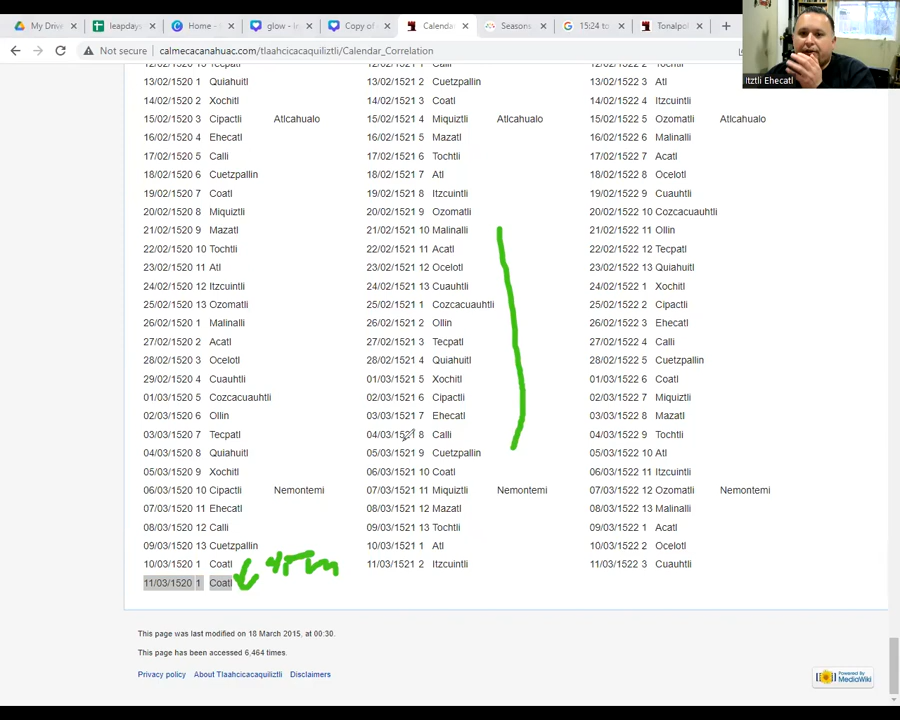 My Driv
leapdays
Home -
glow - I
Copy of
Calenda
Seasons
15:24 to
Tonalpol
Not secure
calmecacanahuac.com/tlaahcicacaquiliztli/Calendar_Correlation
Itztli Ehecatl
13/02/1520 1 Quiahuitl 13/02/1521 2 Cuetzpallin 13/02/1522 3 Atl
14/02/1520 2 Xochitl 14/02/1521 3 Coatl 14/02/1522 4 Itzcuintli
15/02/1520 3 Cipactli Atlcahualo 15/02/1521 4 Miquiztli Atlcahualo 15/02/1522 5 Ozomatli Atlcahualo
16/02/1520 4 Ehecatl 16/02/1521 5 Mazatl 16/02/1522 6 Malinalli
17/02/1520 5 Calli 17/02/1521 6 Tochtli 17/02/1522 7 Acatl
18/02/1520 6 Cuetzpallin 18/02/1521 7 Atl 18/02/1522 8 Ocelotl
19/02/1520 7 Coatl 19/02/1521 8 Itzcuintli 19/02/1522 9 Cuauhtli
20/02/1520 8 Miquiztli 20/02/1521 9 Ozomatli 20/02/1522 10 Cozcacuauhtli
21/02/1520 9 Mazatl 21/02/1521 10 Malinalli 21/02/1522 11 Ollin
22/02/1520 10 Tochtli 22/02/1521 11 Acatl 22/02/1522 12 Tecpatl
23/02/1520 11 Atl 23/02/1521 12 Ocelotl 23/02/1522 13 Quiahuitl
24/02/1520 12 Itzcuintli 24/02/1521 13 Cuauhtli 24/02/1522 1 Xochitl
25/02/1520 13 Ozomatli 25/02/1521 1 Cozcacuauhtli 25/02/1522 2 Cipactli
26/02/1520 1 Malinalli 26/02/1521 2 Ollin 26/02/1522 3 Ehecatl
27/02/1520 2 Acatl 27/02/1521 3 Tecpatl 27/02/1522 4 Calli
28/02/1520 3 Ocelotl 28/02/1521 4 Quiahuitl 28/02/1522 5 Cuetzpallin
29/02/1520 4 Cuauhtli 01/03/1521 5 Xochitl 01/03/1522 6 Coatl
01/03/1520 5 Cozcacuauhtli 02/03/1521 6 Cipactli 02/03/1522 7 Miquiztli
02/03/1520 6 Ollin 03/03/1521 7 Ehecatl 03/03/1522 8 Mazatl
03/03/1520 7 Tecpatl 04/03/1521 8 Calli 04/03/1522 9 Tochtli
04/03/1520 8 Quiahuitl 05/03/1521 9 Cuetzpallin 05/03/1522 10 Atl
05/03/1520 9 Xochitl 06/03/1521 10 Coatl 06/03/1522 11 Itzcuintli
06/03/1520 10 Cipactli Nemontemi 07/03/1521 11 Miquiztli Nemontemi 07/03/1522 12 Ozomatli Nemontemi
07/03/1520 11 Ehecatl 08/03/1521 12 Mazatl 08/03/1522 13 Malinalli
08/03/1520 12 Calli 09/03/1521 13 Tochtli 09/03/1522 1 Acatl
09/03/1520 13 Cuetzpallin 10/03/1521 1 Atl 10/03/1522 2 Ocelotl
10/03/1520 1 Coatl 11/03/1521 2 Itzcuintli 11/03/1522 3 Cuauhtli
11/03/1520 1 Coatl
This page was last modified on 18 March 2015, at 00:30.
This page has been accessed 6,464 times.
Privacy policy About Tlaahcicacaquiliztli Disclaimers
Powered By
MediaWiki